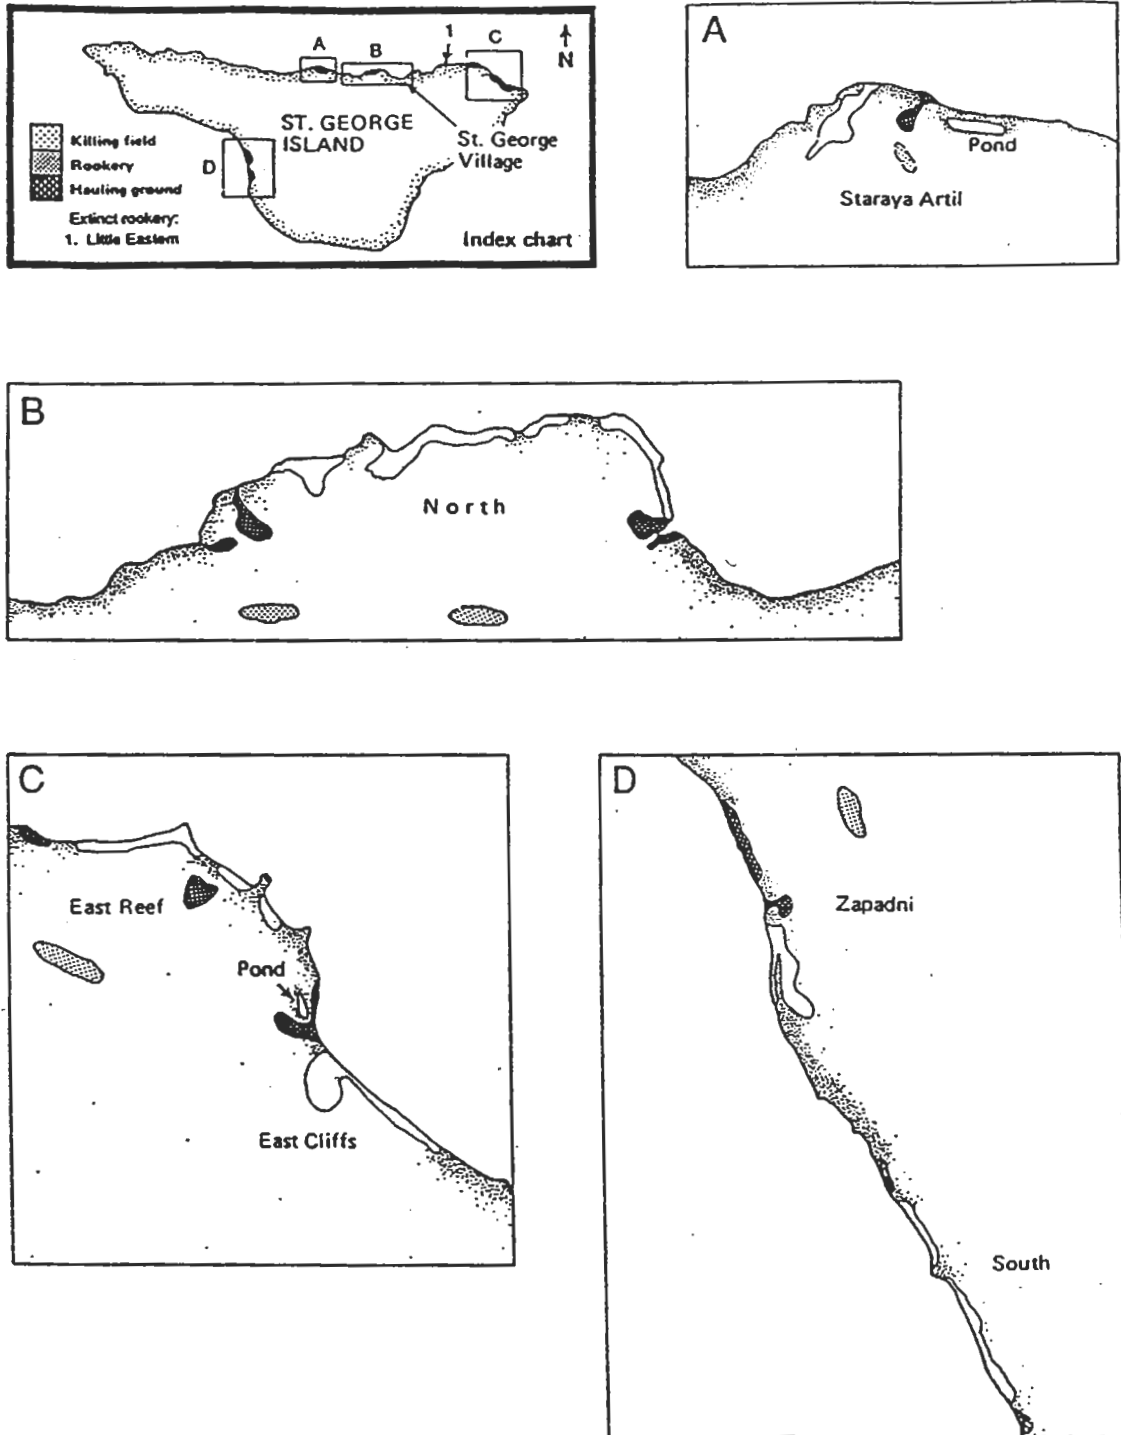 A
B
1
C
N
ST. GEORGE
ISLAND
St. George
Village
D
Killing field
Rookery
Hauling ground
Extinct rookery:
1. Little Eastern
Index chart
A
Pond
Staraya Artil
B
North
C
East Reef
Pond
East Cliffs
D
Zapadni
South